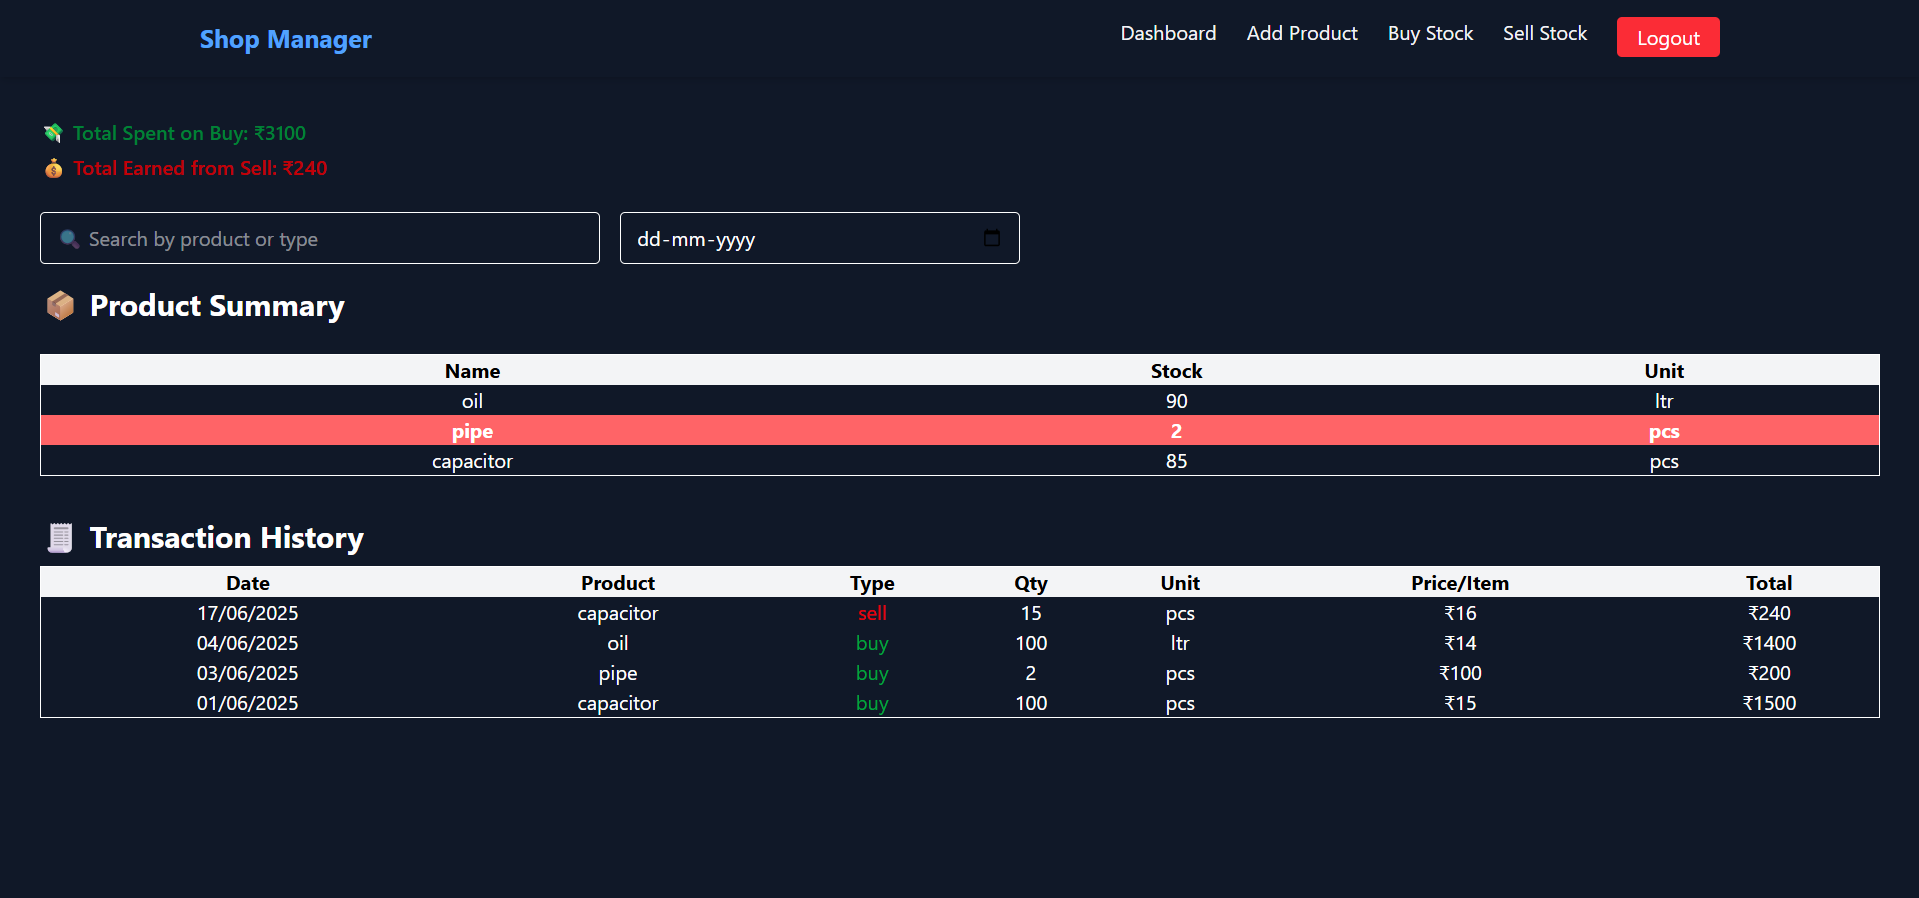 Shop Manager
Dashboard Add Product Buy Stock Sell Stock Logout
Total Spent on Buy: ₹3100
Total Earned from Sell: ₹240
Search by product or type dd-mm-yyyy
Product Summary
Name Stock Unit
oil 90 ltr
pipe 2 pcs
capacitor 85 pcs
Transaction History
Date Product Type Qty Unit Price/Item Total
17/06/2025 capacitor sell 15 pcs ₹16 ₹240
04/06/2025 oil buy 100 ltr ₹14 ₹1400
03/06/2025 pipe buy 2 pcs ₹100 ₹200
01/06/2025 capacitor buy 100 pcs ₹15 ₹1500